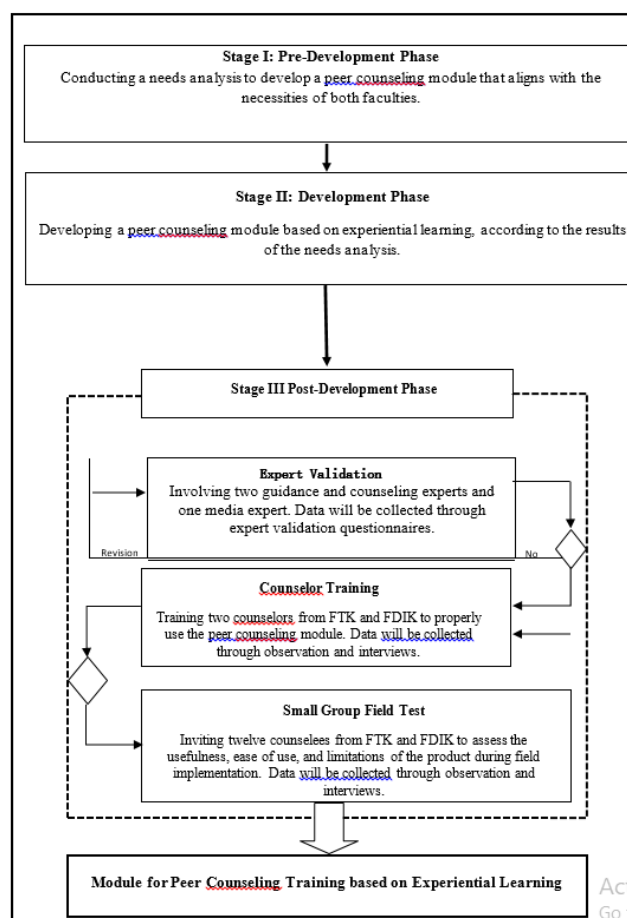 Stage I: Pre-Development Phase
Conducting a needs analysis to develop a peer counseling module that aligns with the
necessities of both faculties.
Stage II: Development Phase
Developing a peer counseling module based on experiential learning, according to the results
of the needs analysis.
Stage III Post-Development Phase
Expert Validation
Involving two guidance and counseling experts and
one media expert. Data will be collected through
expert validation questionnaires.
Revision
No
Counselor Training
Training two counselors from FTK and FDIK to properly
use the peer counseling module. Data will be collected
through observation and interviews.
Small Group Field Test
Inviting twelve counselees from FTK and FDIK to assess the
usefulness, ease of use, and limitations of the product during field
implementation. Data will be collected through observation and
interviews.
Module for Peer Counseling Training based on Experiential Learning
Act
Go